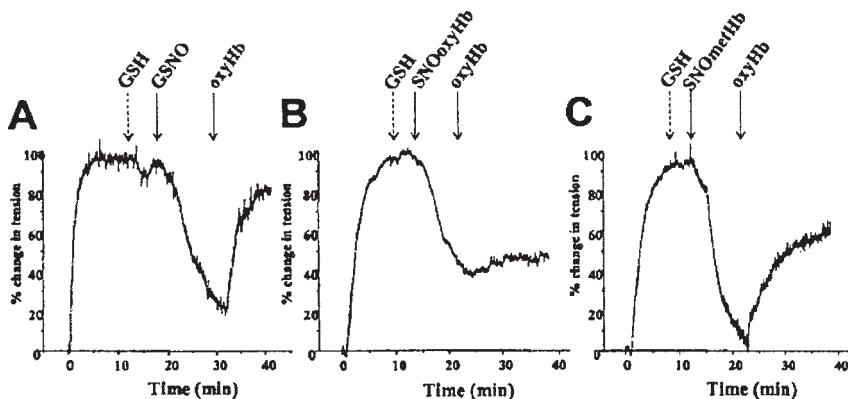 A
GSH
GSNO
oxyHb
% change in tension
100
80
60
40
20
0
0 10 20 30 40
Time (min)
B
GSH
SNOoxyHb
oxyHb
% change in tension
100
80
60
40
20
0
0 10 20 30 40
Time (min)
C
GSH
SNOmetHb
oxyHb
% change in tension
100
80
60
40
20
0
0 10 20 30 40
Time (min)